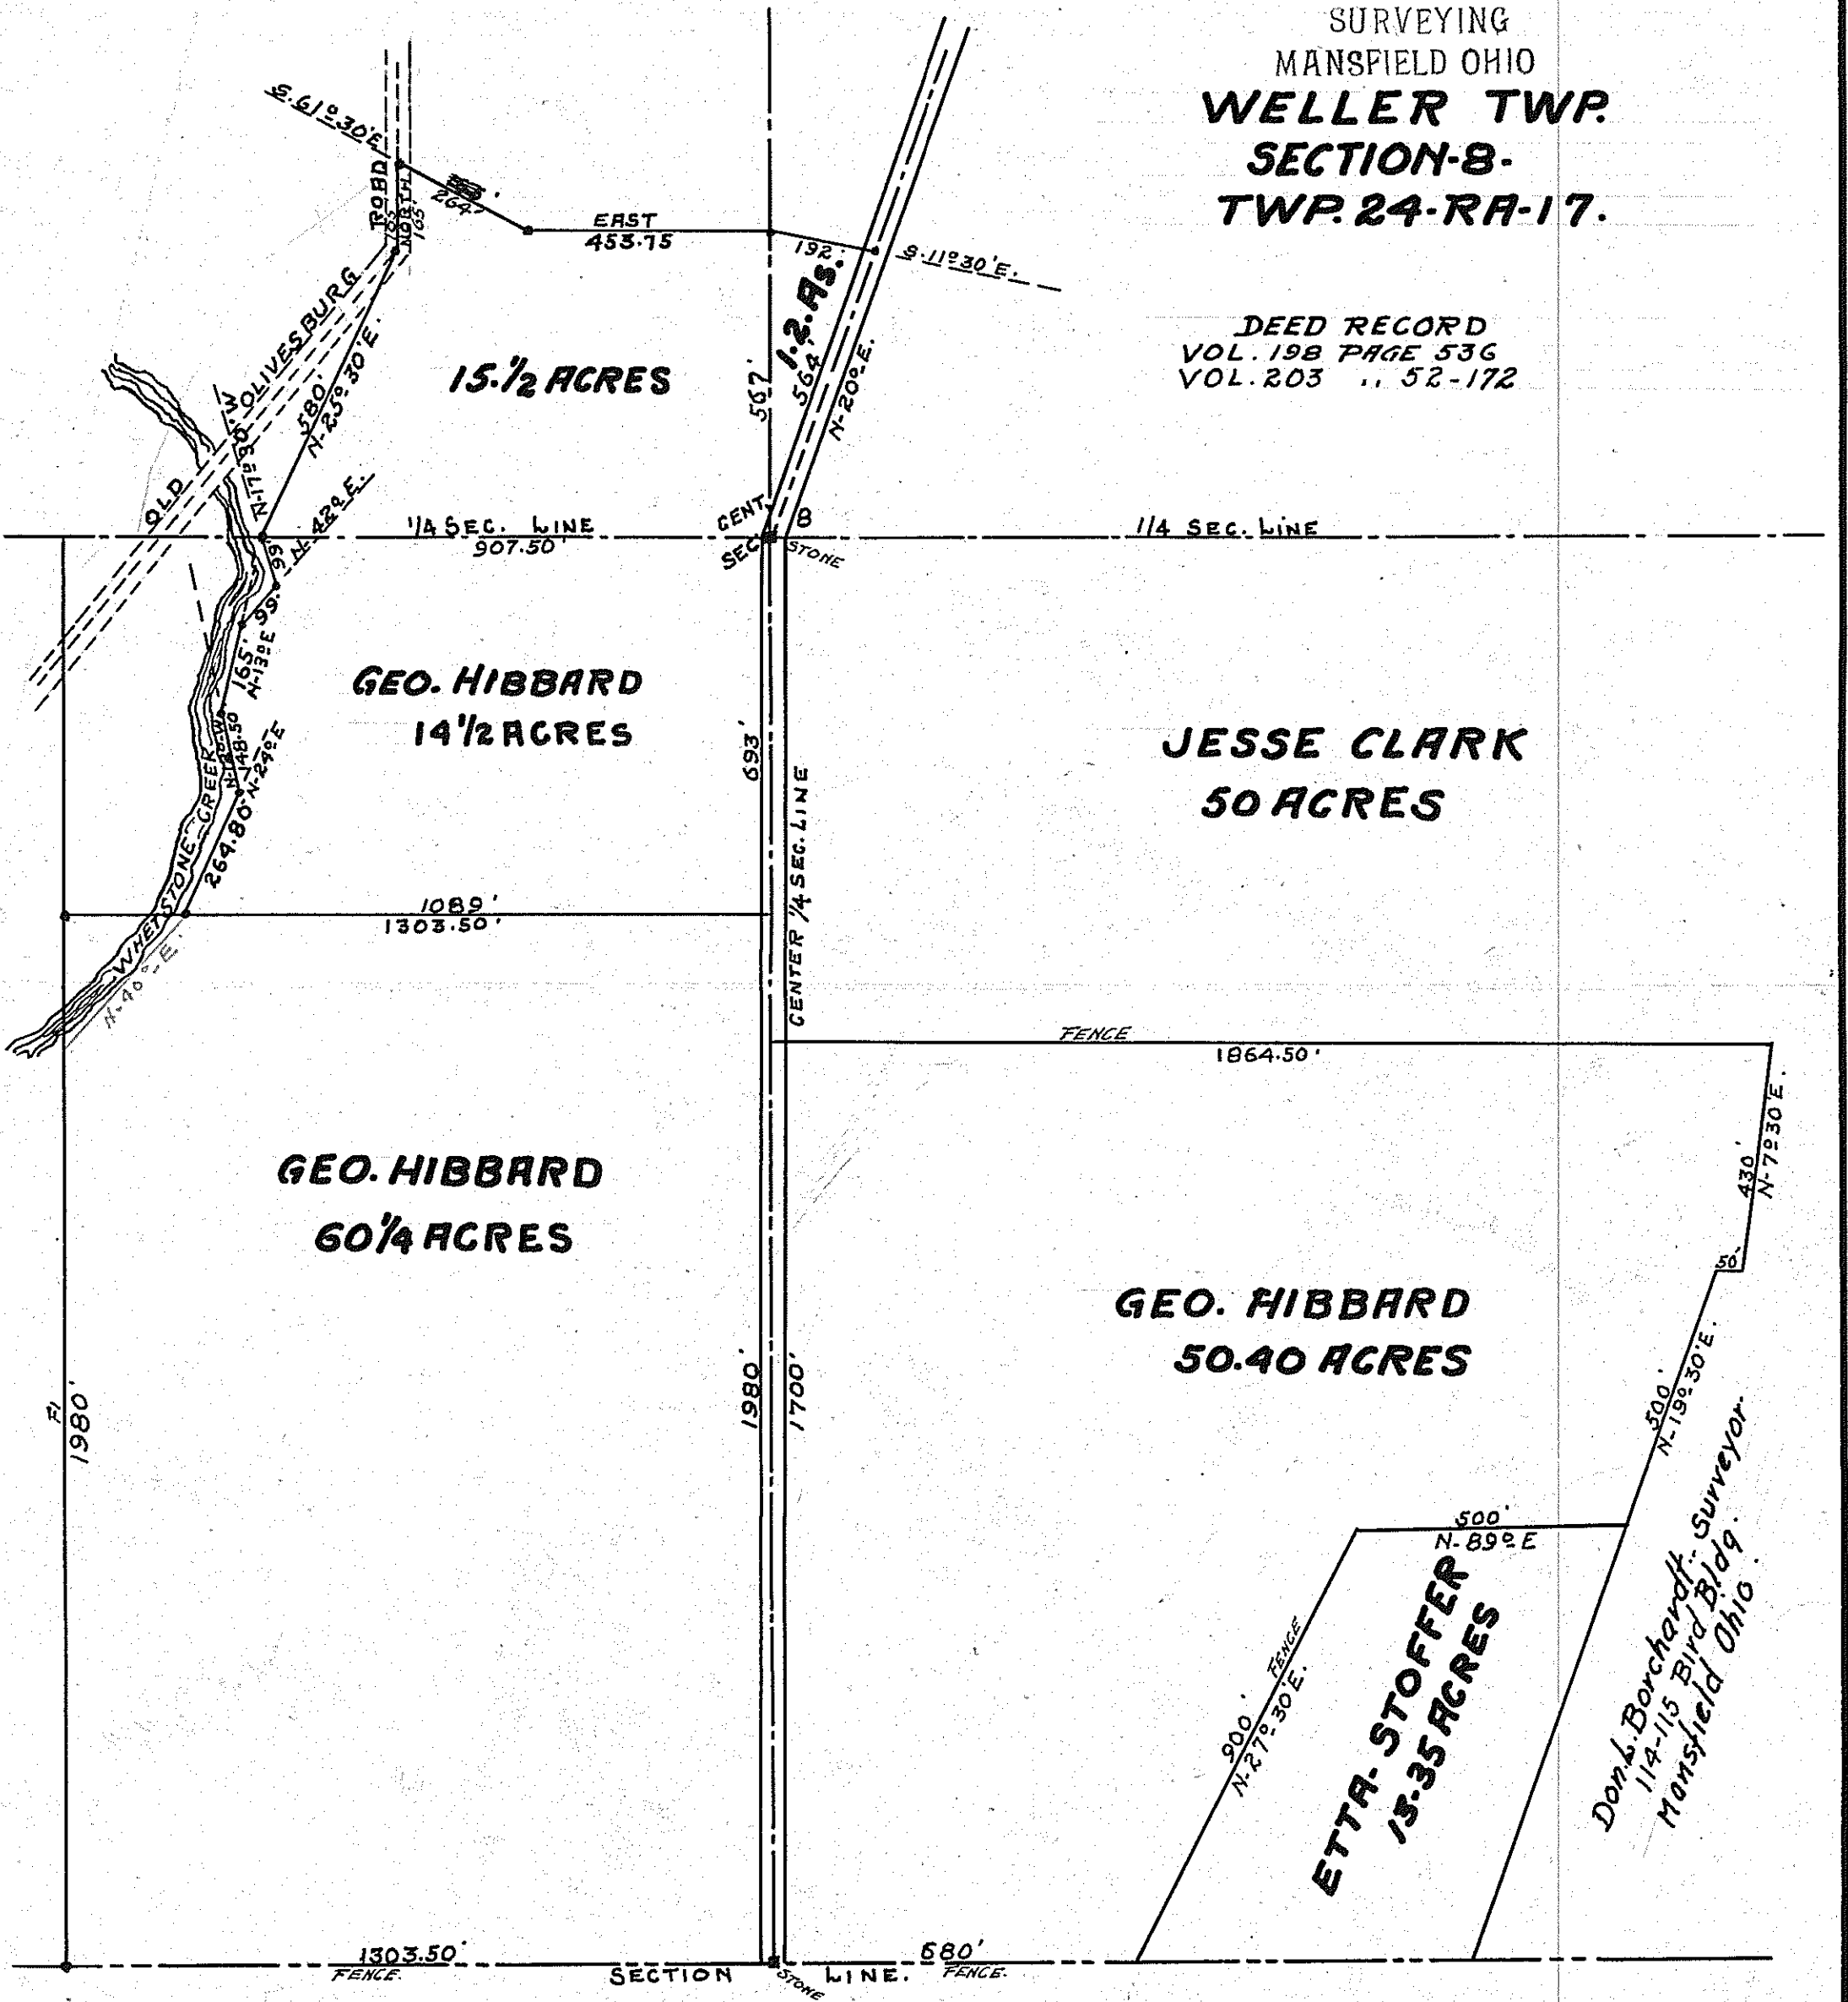 SURVEYING
MANSFIELD OHIO
WELLER TWP.
SECTION-8-
TWP. 24-RA-17.
DEED RECORD
VOL. 198 PAGE 536
VOL. 203 ,, 52-172
S. 61° 30' E.
ROAD
165
NORTH
165
264'
EAST
453.75
192'
S. 11° 30' E.
1.2. As.
567'
564'
N-20° E.
15.1/2 ACRES
OLD
OLIVESBURG
580'
N-25° 30' E.
N-17° 30' W.
N-42° E.
1/4 SEC. LINE
907.50'
CENT.
SEC.
8
STONE
1/4 SEC. LINE
99'
99'
165'
N-13° E
GEO. HIBBARD
14 1/2 ACRES
148.50
N-24° E
264.80'
WHETSTONE CREEK
N-40° E.
693'
CENTER 1/4 SEC. LINE
JESSE CLARK
50 ACRES
1089'
1303.50'
FENCE
1864.50'
430'
N-7° 30' E.
50'
GEO. HIBBARD
60 1/4 ACRES
GEO. HIBBARD
50.40 ACRES
1980'
1980'
1700'
500'
N-19° 30' E.
500'
N-89° E
FENCE
900'
N-27° 30' E.
ETTA-STOFFER
13-35 ACRES
Don. L. Borchardt-Surveyor-
114-115 Bird Bldg.
Mansfield Ohio.
1303.50'
FENCE.
SECTION LINE.
STONE
680'
FENCE.